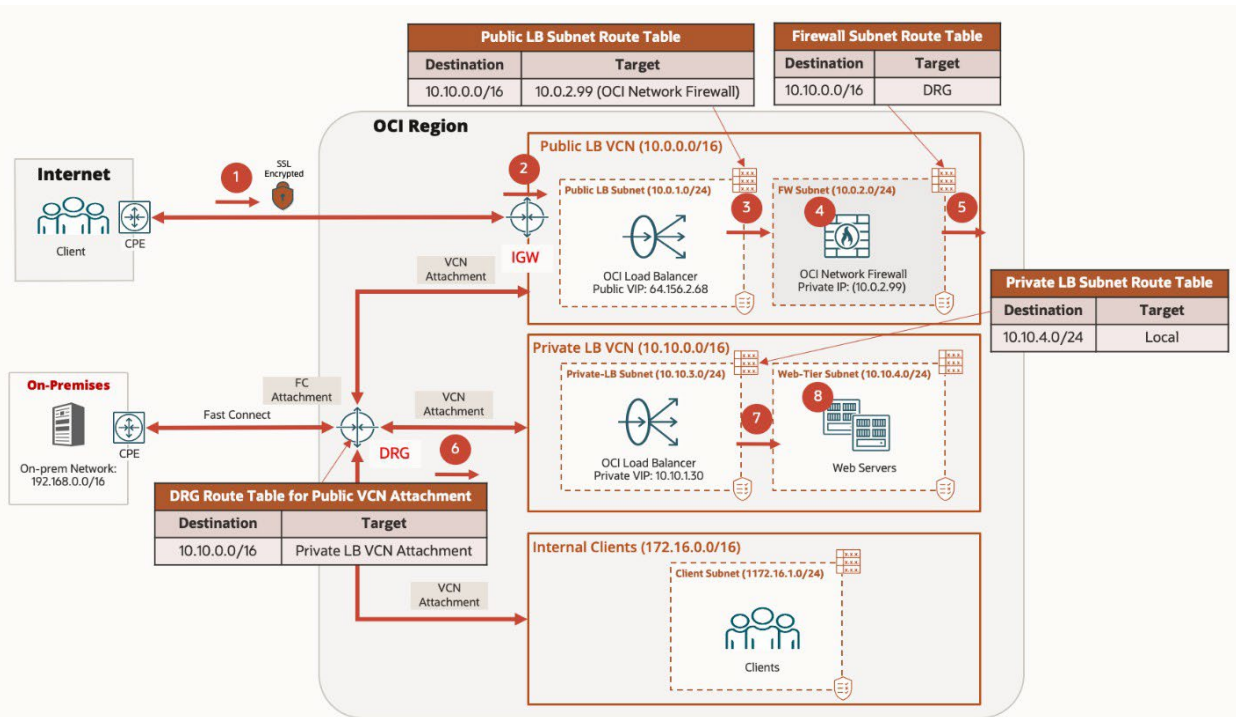 Public LB Subnet Route Table
Destination Target
10.10.0.0/16 10.0.2.99 (OCI Network Firewall)
Firewall Subnet Route Table
Destination Target
10.10.0.0/16 DRG
OCI Region
Internet
Client
CPE
1
SSL
Encrypted
2
IGW
VCN
Attachment
Public LB VCN (10.0.0.0/16)
Public LB Subnet (10.0.1.0/24)
OCI Load Balancer
Public VIP: 64.156.2.68
3
FW Subnet (10.0.2.0/24)
4
OCI Network Firewall
Private IP: (10.0.2.99)
5
Private LB Subnet Route Table
Destination Target
10.10.4.0/24 Local
On-Premises
On-prem Network:
192.168.0.0/16
CPE
Fast Connect
FC
Attachment
DRG
VCN
Attachment
6
Private LB VCN (10.10.0.0/16)
Private-LB Subnet (10.10.3.0/24)
OCI Load Balancer
Private VIP: 10.10.1.30
7
Web-Tier Subnet (10.10.4.0/24)
8
Web Servers
DRG Route Table for Public VCN Attachment
Destination Target
10.10.0.0/16 Private LB VCN Attachment
VCN
Attachment
Internal Clients (172.16.0.0/16)
Client Subnet (1172.16.1.0/24)
Clients